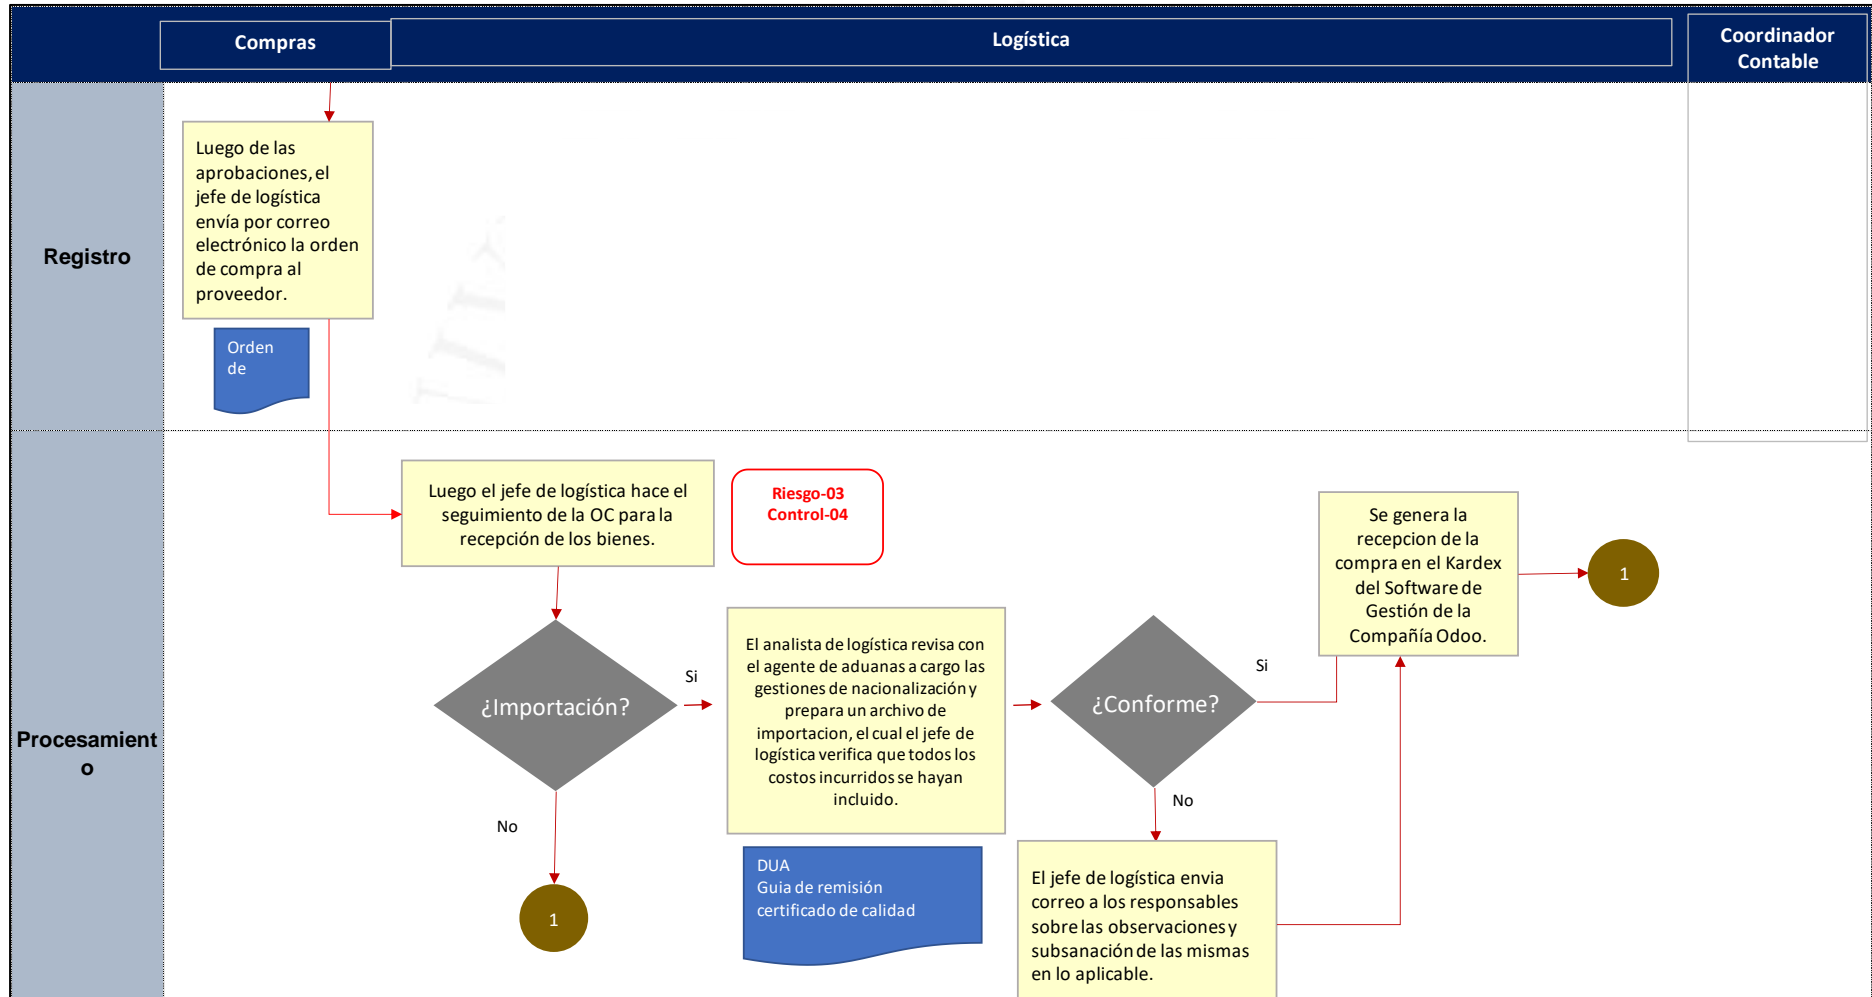 Compras
Logística
Coordinador
Contable
Registro
Luego de las
aprobaciones, el
jefe de logística
envía por correo
electrónico la orden
de compra al
proveedor.
Orden
de
Procesamient
o
Luego el jefe de logística hace el
seguimiento de la OC para la
recepción de los bienes.
Riesgo-03
Control-04
¿Importación?
Si
No
1
El analista de logística revisa con
el agente de aduanas a cargo las
gestiones de nacionalización y
prepara un archivo de
importacion, el cual el jefe de
logística verifica que todos los
costos incurridos se hayan
incluido.
DUA
Guia de remisión
certificado de calidad
¿Conforme?
Si
No
El jefe de logística envia
correo a los responsables
sobre las observaciones y
subsanación de las mismas
en lo aplicable.
Se genera la
recepcion de la
compra en el Kardex
del Software de
Gestión de la
Compañía Odoo.
1